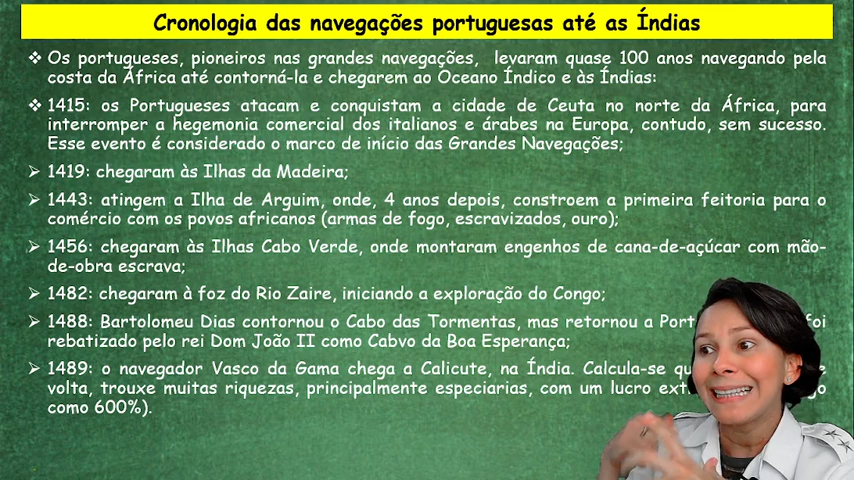 Cronologia das navegações portuguesas até as Índias
Os portugueses, pioneiros nas grandes navegações, levaram quase 100 anos navegando pela
costa da África até contorná-la e chegarem ao Oceano Índico e às Índias:
1415: os Portugueses atacam e conquistam a cidade de Ceuta no norte da África, para
interromper a hegemonia comercial dos italianos e árabes na Europa, contudo, sem sucesso.
Esse evento é considerado o marco de início das Grandes Navegações;
1419: chegaram às Ilhas da Madeira;
1443: atingem a Ilha de Arguim, onde, 4 anos depois, constroem a primeira feitoria para o
comércio com os povos africanos (armas de fogo, escravizados, ouro);
1456: chegaram às Ilhas Cabo Verde, onde montaram engenhos de cana-de-açúcar com mão-
de-obra escrava;
1482: chegaram à foz do Rio Zaire, iniciando a exploração do Congo;
1488: Bartolomeu Dias contornou o Cabo das Tormentas, mas retornou a foi
rebatizado pelo rei Dom João II como Cabvo da Boa Esperança;
1489: o navegador Vasco da Gama chega a Calicute, na Índia. Calcula-se
volta, trouxe muitas riquezas, principalmente especiarias, com um lucro
como 600%).